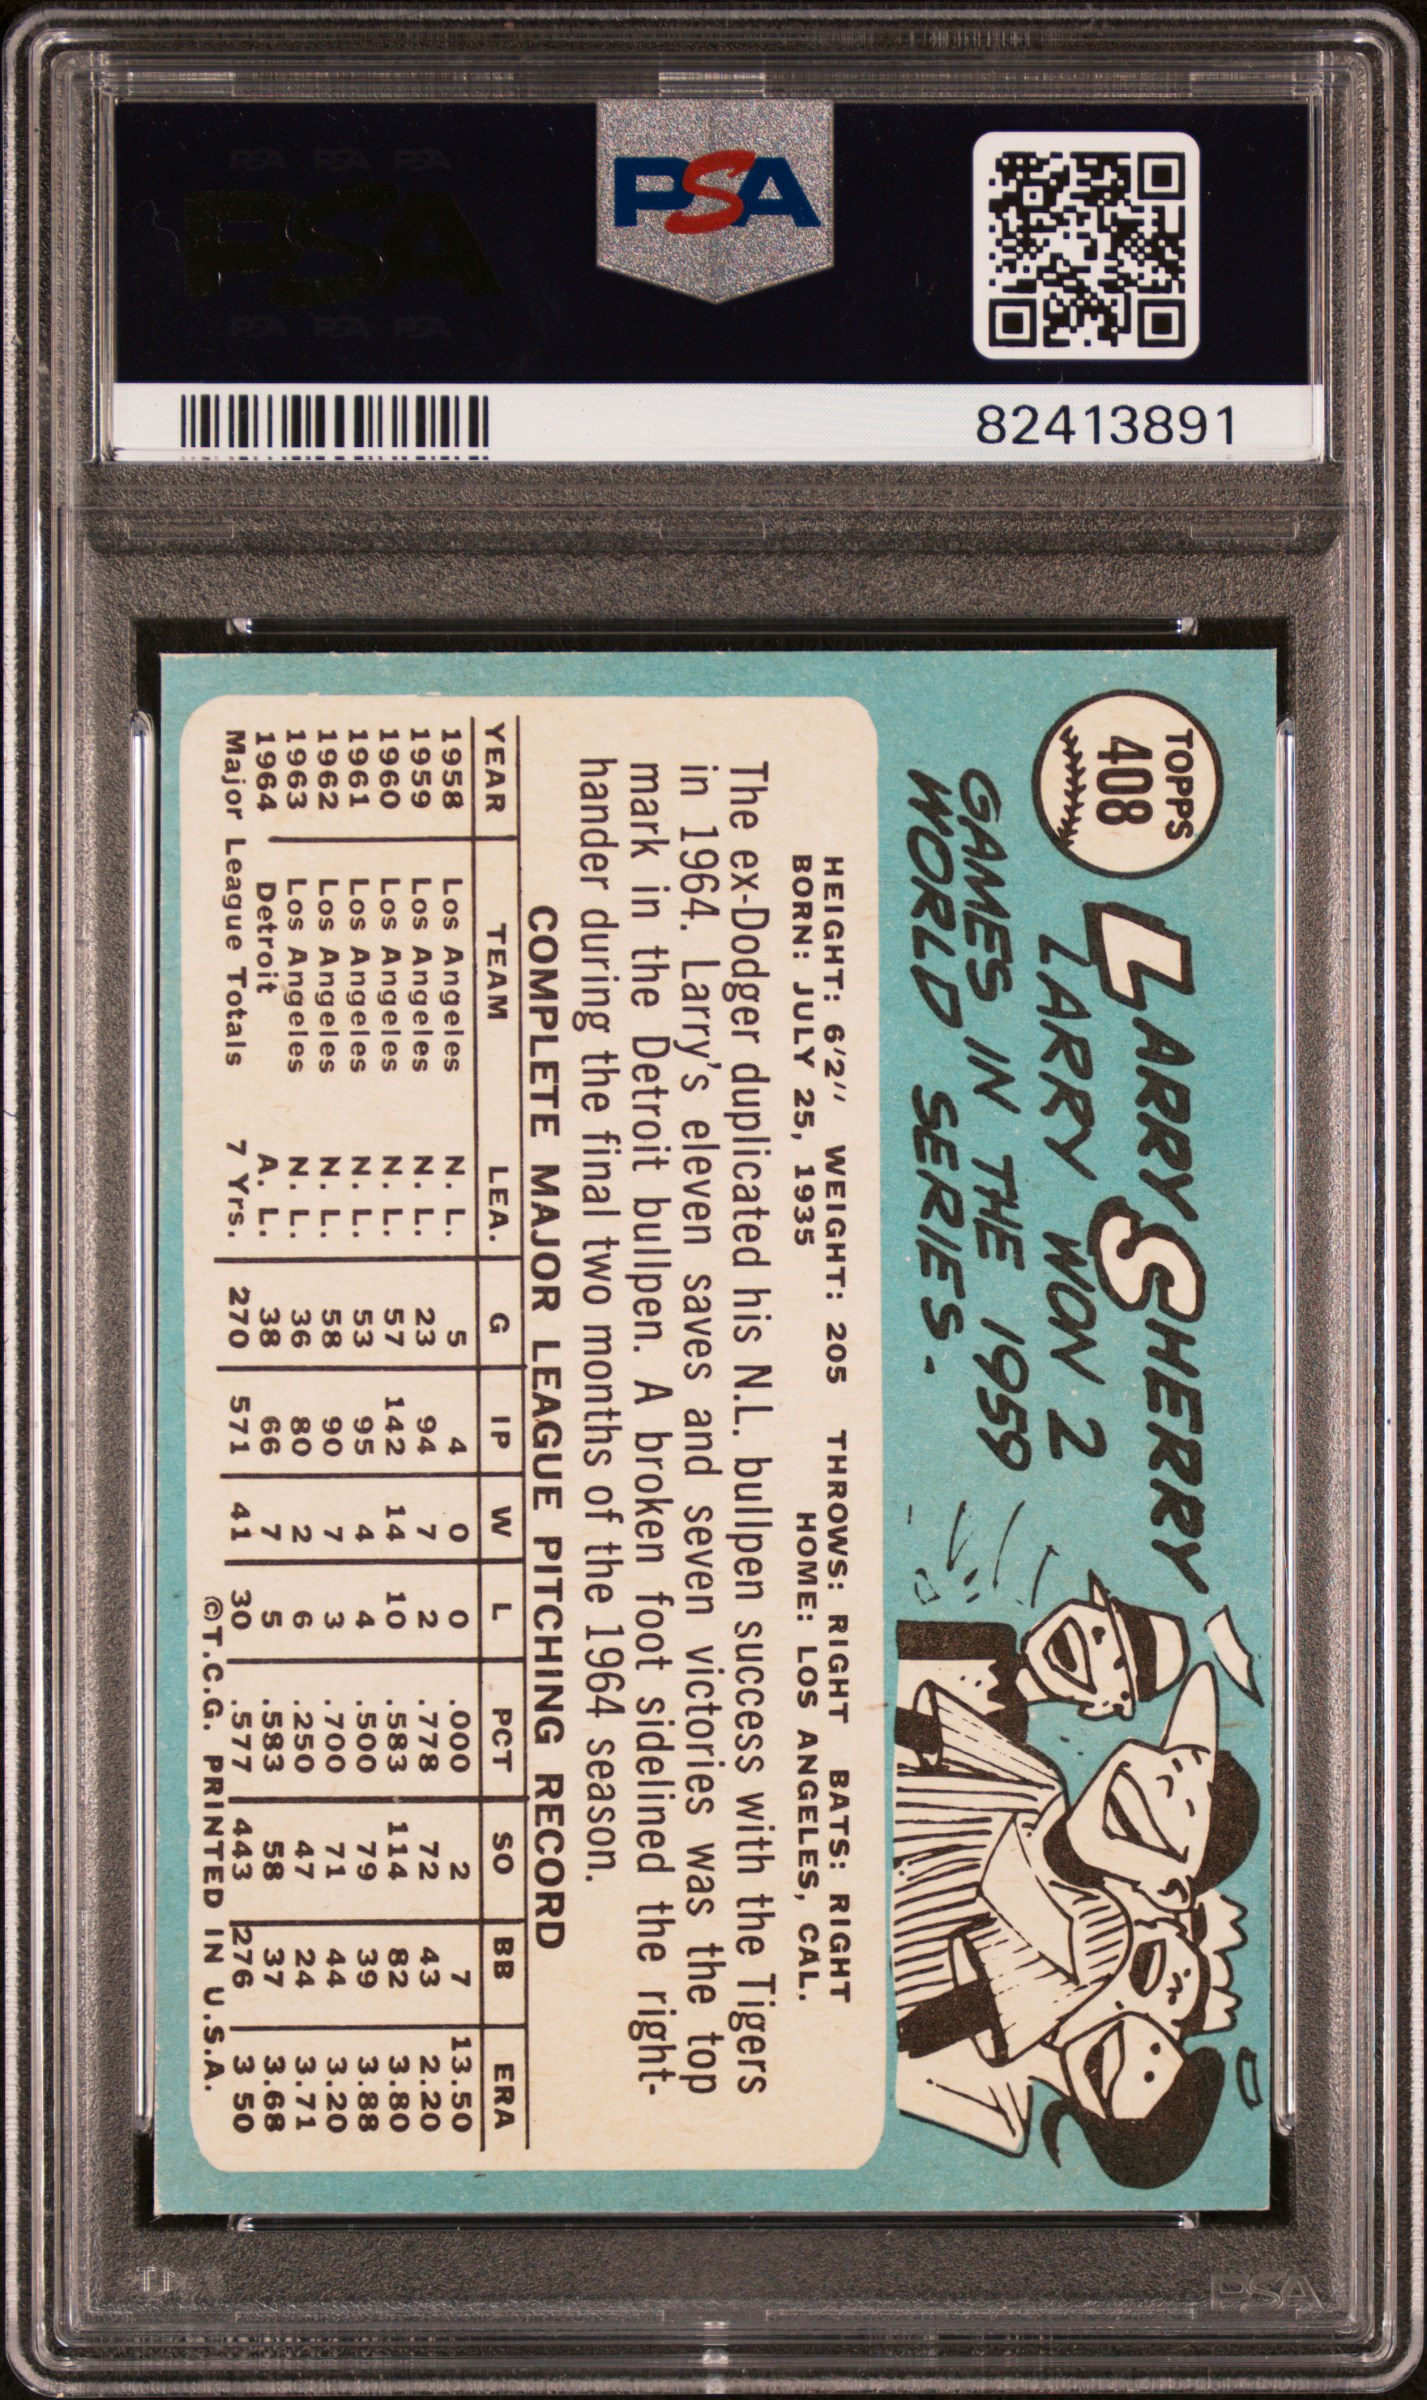 PSA
PSA PSA PSA
PSA
PSA PSA PSA
82413891
TOPPS
408
LARRY SHERRY
LARRY WON 2
GAMES IN THE 1959
WORLD SERIES.
HEIGHT: 6'2'' WEIGHT: 205 THROWS: RIGHT BATS: RIGHT
BORN: JULY 25, 1935 HOME: LOS ANGELES, CAL.
The ex-Dodger duplicated his N.L. bullpen success with the Tigers
in 1964. Larry's eleven saves and seven victories was the top
mark in the Detroit bullpen. A broken foot sidelined the right-
hander during the final two months of the 1964 season.
COMPLETE MAJOR LEAGUE PITCHING RECORD
YEAR TEAM LEA. G IP W L PCT SO BB ERA
1958 Los Angeles N. L. 5 4 0 0 .000 2 7 13.50
1959 Los Angeles N. L. 23 94 7 2 .778 72 43 2.20
1960 Los Angeles N. L. 57 142 14 10 .583 114 82 3.80
1961 Los Angeles N. L. 53 95 4 4 .500 79 39 3.88
1962 Los Angeles N. L. 58 90 7 3 .700 71 44 3.20
1963 Los Angeles N. L. 36 80 2 6 .250 47 24 3.71
1964 Detroit A. L. 38 66 7 5 .583 58 37 3.68
Major League Totals 7 Yrs. 270 571 41 30 .577 443 276 3 50
©T.C.G. PRINTED IN U.S.A.
PSA